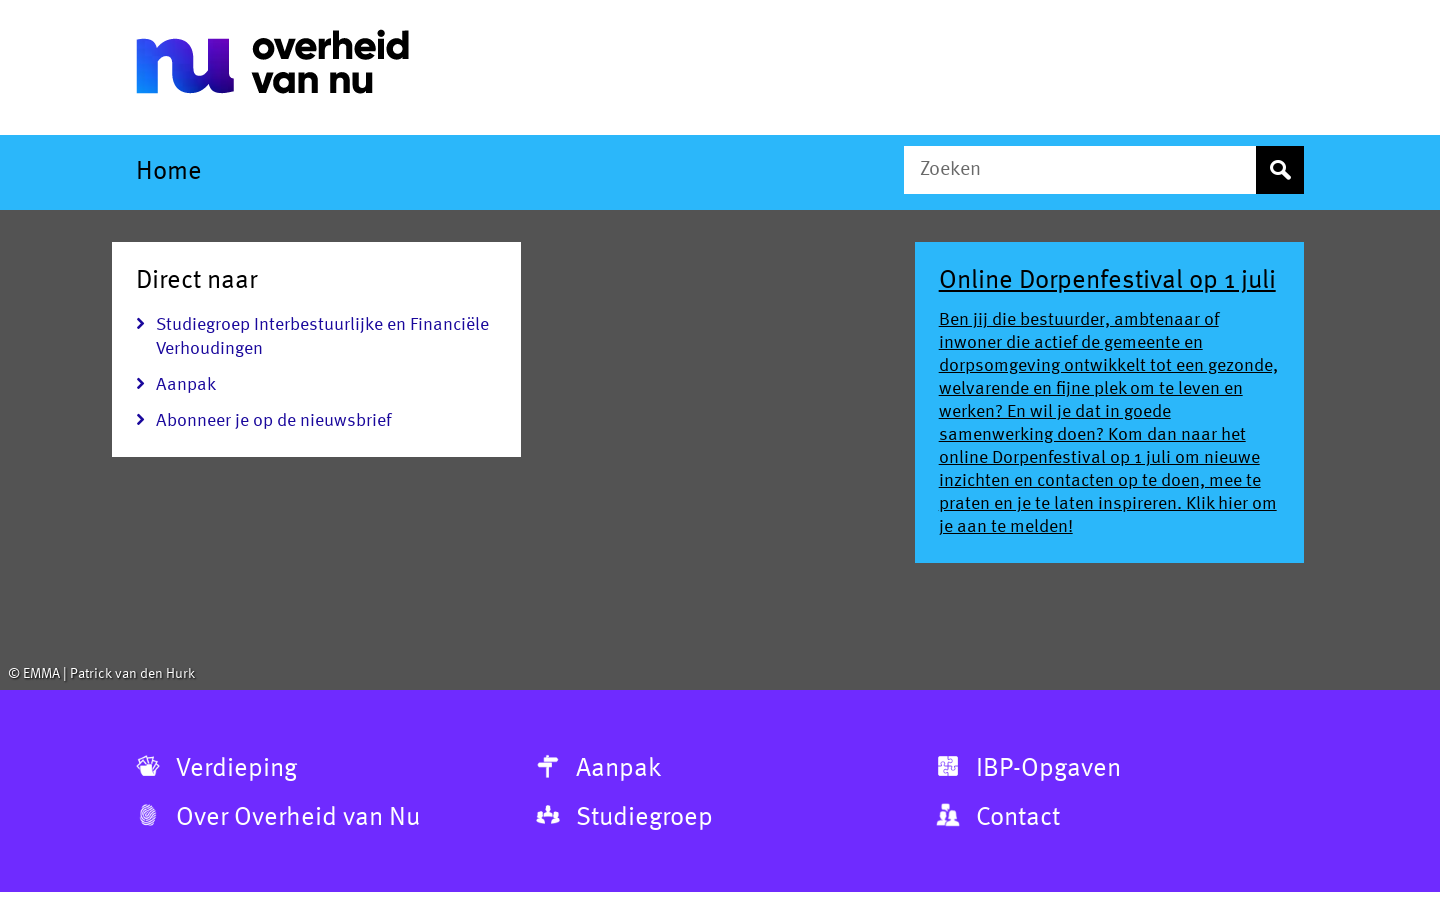 nu overheid
van nu
Home
Zoeken
Direct naar
Studiegroep Interbestuurlijke en Financiële
Verhoudingen
Aanpak
Abonneer je op de nieuwsbrief
Online Dorpenfestival op 1 juli
Ben jij die bestuurder, ambtenaar of
inwoner die actief de gemeente en
dorpsomgeving ontwikkelt tot een gezonde,
welvarende en fijne plek om te leven en
werken? En wil je dat in goede
samenwerking doen? Kom dan naar het
online Dorpenfestival op 1 juli om nieuwe
inzichten en contacten op te doen, mee te
praten en je te laten inspireren. Klik hier om
je aan te melden!
© EMMA | Patrick van den Hurk
Verdieping
Aanpak
IBP-Opgaven
Over Overheid van Nu
Studiegroep
Contact